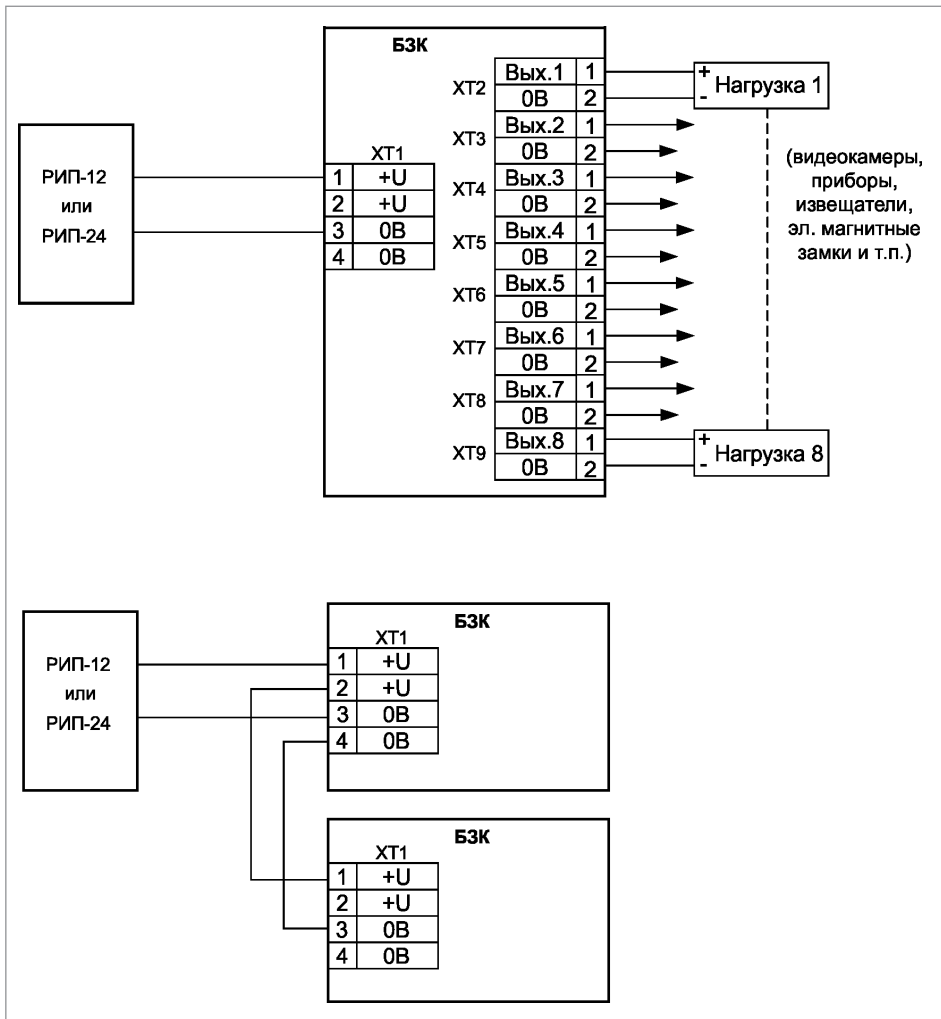 БЗК
РИП-12
или
РИП-24
XT1
1 +U
2 +U
3 0В
4 0В
XT2
Вых.1 1
0В 2
XT3
Вых.2 1
0В 2
XT4
Вых.3 1
0В 2
XT5
Вых.4 1
0В 2
XT6
Вых.5 1
0В 2
XT7
Вых.6 1
0В 2
XT8
Вых.7 1
0В 2
XT9
Вых.8 1
0В 2
+ Нагрузка 1
-
(видеокамеры,
приборы,
извещатели,
эл. магнитные
замки и т.п.)
+ Нагрузка 8
-
РИП-12
или
РИП-24
БЗК
XT1
1 +U
2 +U
3 0В
4 0В
БЗК
XT1
1 +U
2 +U
3 0В
4 0В